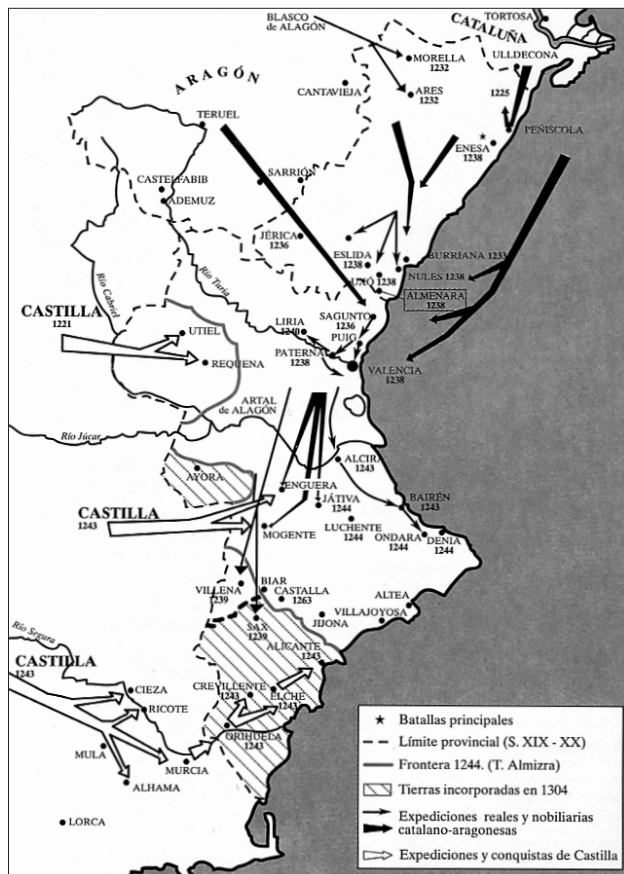 BLASCO
de ALAGÓN
CATALUÑA
TORTOSA
ULLDECONA
MORELLA
1232
ARAGÓN
CANTAVIEJA
ARES
1232
1225
TERUEL
PEÑISCOLA
ENESA
1238
SARRIÓN
CASTELFABIB
ADEMUZ
JÉRICA
1236
ESLIDA
1238
BURRIANA 1233
NULES 1238
UXÓ 1238
ALMENARA
1238
Río Turia
Río Cabriel
CASTILLA
1221
UTIEL
REQUENA
LIRIA
1240
SAGUNTO
1236
PUIG
PATERNA
1238
VALENCIA
1238
ARTAL
de ALAGÓN
Río Júcar
ALCIRA
1243
AYORA
ENGUERA
JÁTIVA
1244
BAIRÉN
1243
CASTILLA
1243
LUCHENTE
1244
ONDARA
1244
DENIA
1244
MOGENTE
VILLENA
1239
BIAR
CASTALLA
1263
ALTEA
SAX
1239
JIJONA
VILLAJOYOSA
Río Segura
ALICANTE
1243
CASTILLA
1243
CIEZA
CREVILLENTE
1243
ELCHE
1243
RICOTE
ORIHUELA
1243
MULA
MURCIA
ALHAMA
LORCA
Batallas principales
Límite provincial (S. XIX - XX)
Frontera 1244. (T. Almizra)
Tierras incorporadas en 1304
Expediciones reales y nobiliarias
catalano-aragonesas
Expediciones y conquistas de Castilla